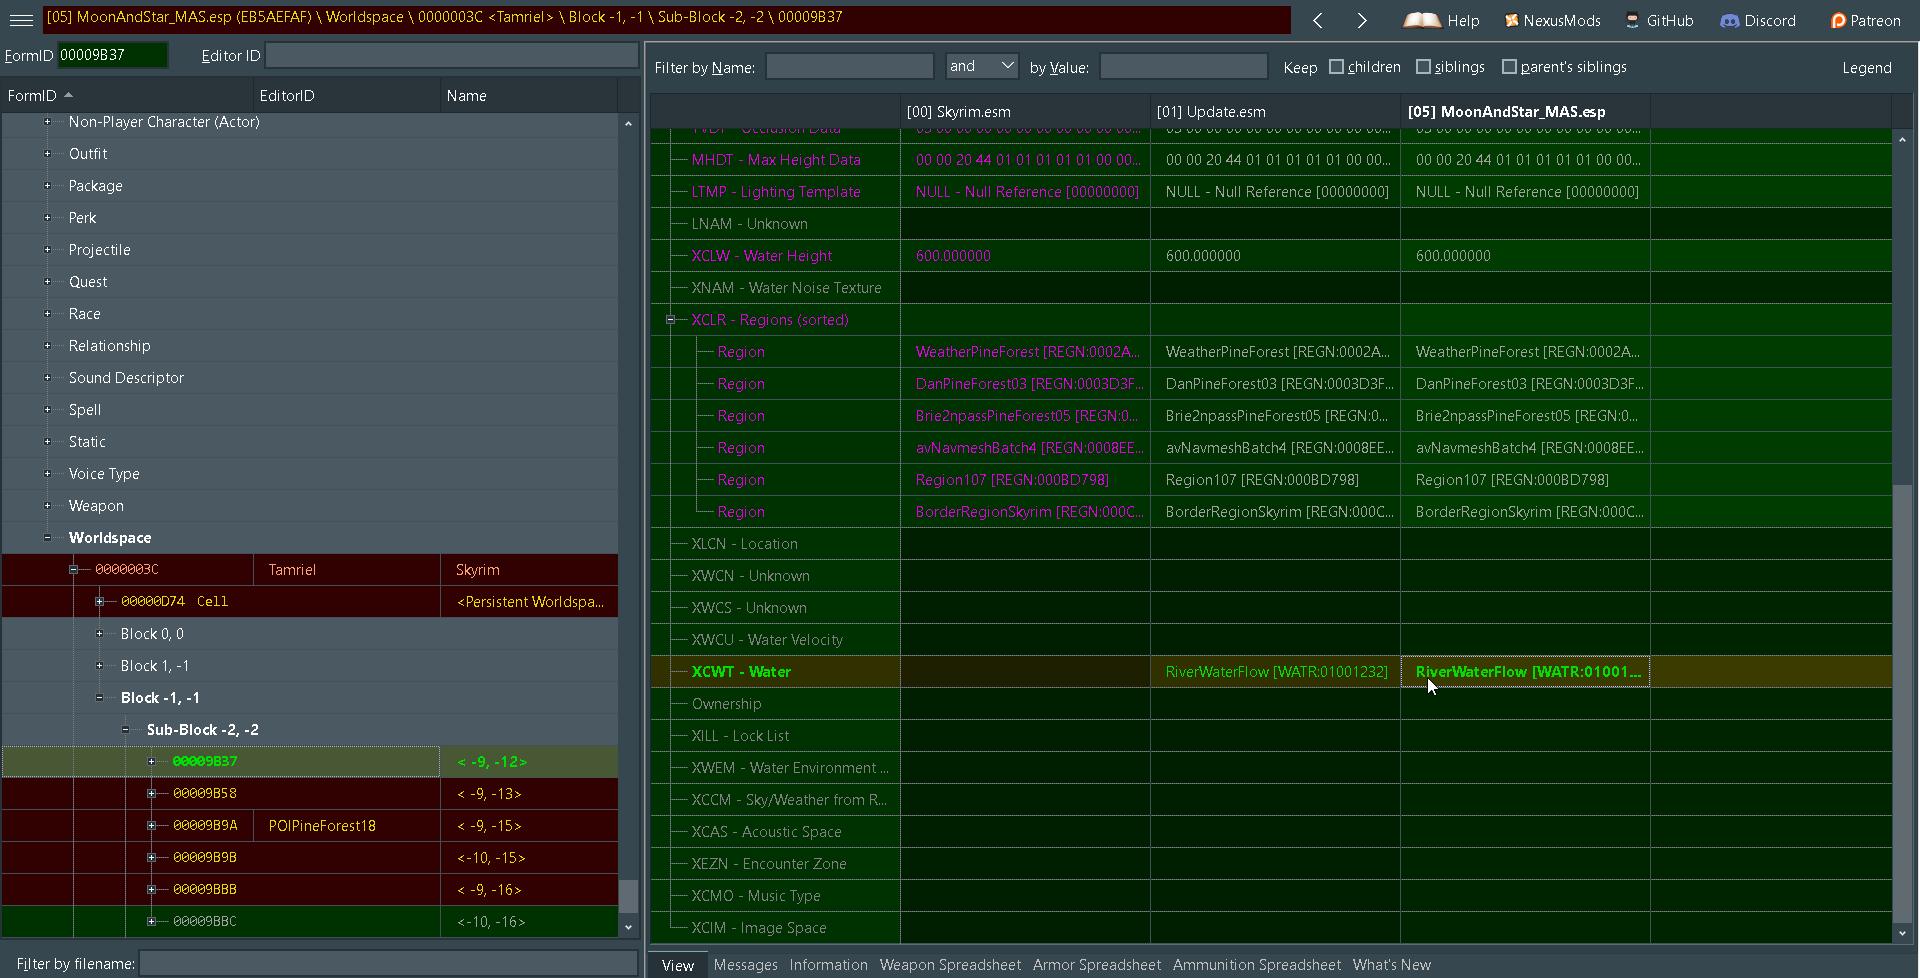 [05] MoonAndStar_MAS.esp (EB5AEFAF) \ Worldspace \ 0000003C <Tamriel> \ Block -1, -1 \ Sub-Block -2, -2 \ 00009B37
Help NexusMods GitHub Discord Patreon
FormID 00009B37 Editor ID
Filter by Name: and by Value: Keep children siblings parent's siblings Legend
FormID EditorID Name
Non-Player Character (Actor)
Outfit
Package
Perk
Projectile
Quest
Race
Relationship
Sound Descriptor
Spell
Static
Voice Type
Weapon
Worldspace
0000003C Tamriel Skyrim
00000D74 Cell <Persistent Worldspa...
Block 0, 0
Block 1, -1
Block -1, -1
Sub-Block -2, -2
00009B37 < -9, -12>
00009B58 < -9, -13>
00009B9A POIPineForest18 < -9, -15>
00009B9B <-10, -15>
00009BBB < -9, -16>
00009BBC <-10, -16>
Filter by filename:
[00] Skyrim.esm [01] Update.esm [05] MoonAndStar_MAS.esp
MHDT - Max Height Data 00 00 20 44 01 01 01 01 01 00 00... 00 00 20 44 01 01 01 01 01 00 00... 00 00 20 44 01 01 01 01 01 00 00...
LTMP - Lighting Template NULL - Null Reference [00000000] NULL - Null Reference [00000000] NULL - Null Reference [00000000]
LNAM - Unknown
XCLW - Water Height 600.000000 600.000000 600.000000
XNAM - Water Noise Texture
XCLR - Regions (sorted)
Region WeatherPineForest [REGN:0002A... WeatherPineForest [REGN:0002A... WeatherPineForest [REGN:0002A...
Region DanPineForest03 [REGN:0003D3F... DanPineForest03 [REGN:0003D3F... DanPineForest03 [REGN:0003D3F...
Region Brie2npassPineForest05 [REGN:0... Brie2npassPineForest05 [REGN:0... Brie2npassPineForest05 [REGN:0...
Region avNavmeshBatch4 [REGN:0008EE... avNavmeshBatch4 [REGN:0008EE... avNavmeshBatch4 [REGN:0008EE...
Region Region107 [REGN:000BD798] Region107 [REGN:000BD798] Region107 [REGN:000BD798]
Region BorderRegionSkyrim [REGN:000C... BorderRegionSkyrim [REGN:000C... BorderRegionSkyrim [REGN:000C...
XLCN - Location
XWCN - Unknown
XWCS - Unknown
XWCU - Water Velocity
XCWT - Water RiverWaterFlow [WATR:01001232] RiverWaterFlow [WATR:01001...
Ownership
XILL - Lock List
XWEM - Water Environment ...
XCCM - Sky/Weather from R...
XCAS - Acoustic Space
XEZN - Encounter Zone
XCMO - Music Type
XCIM - Image Space
View Messages Information Weapon Spreadsheet Armor Spreadsheet Ammunition Spreadsheet What's New